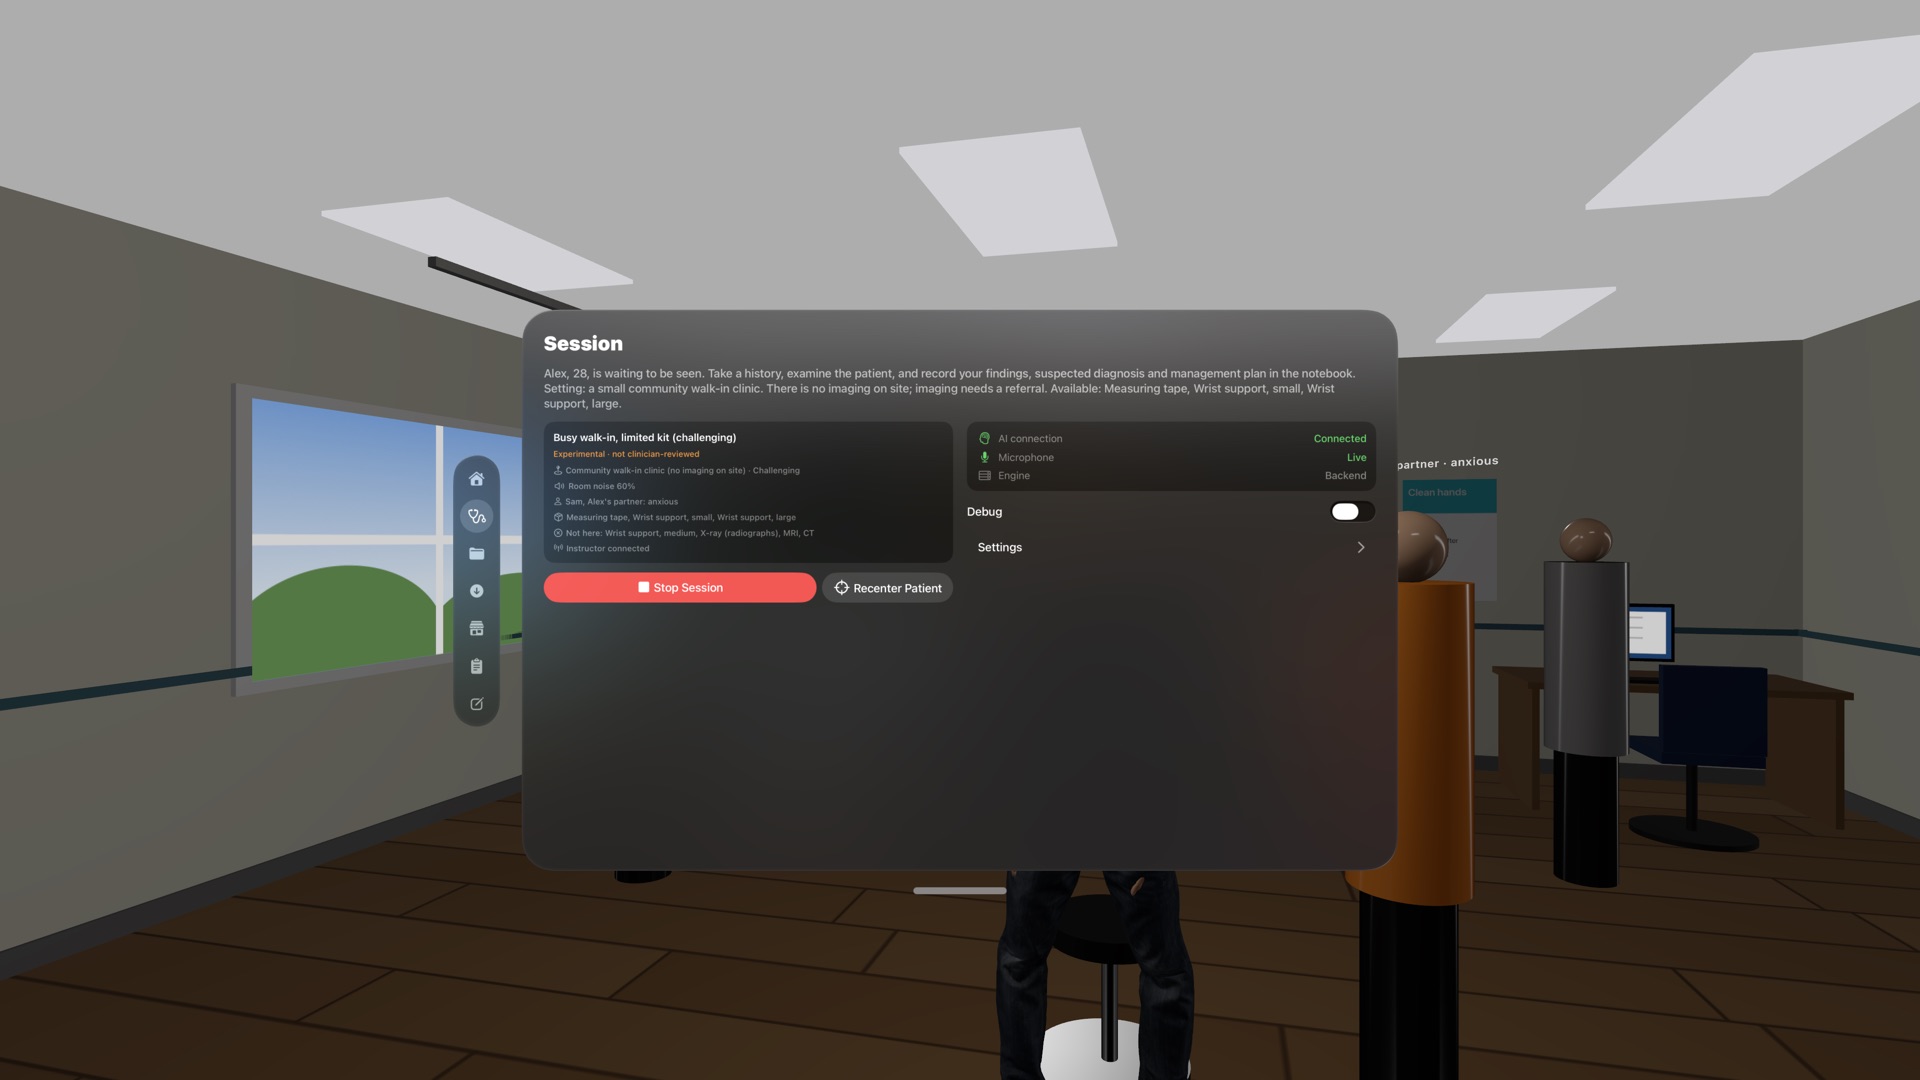 Session
Alex, 28, is waiting to be seen. Take a history, examine the patient, and record your findings, suspected diagnosis and management plan in the notebook.
Setting: a small community walk-in clinic. There is no imaging on site; imaging needs a referral. Available: Measuring tape, Wrist support, small, Wrist
support, large.
Busy walk-in, limited kit (challenging)
Experimental · not clinician-reviewed
Community walk-in clinic (no imaging on site) · Challenging
Room noise 60%
Sam, Alex's partner: anxious
Measuring tape, Wrist support, small, Wrist support, large
Not here: Wrist support, medium, X-ray (radiographs), MRI, CT
Instructor connected
Stop Session
Recenter Patient
AI connection Connected
Microphone Live
Engine Backend
Debug
Settings
partner · anxious
Clean hands